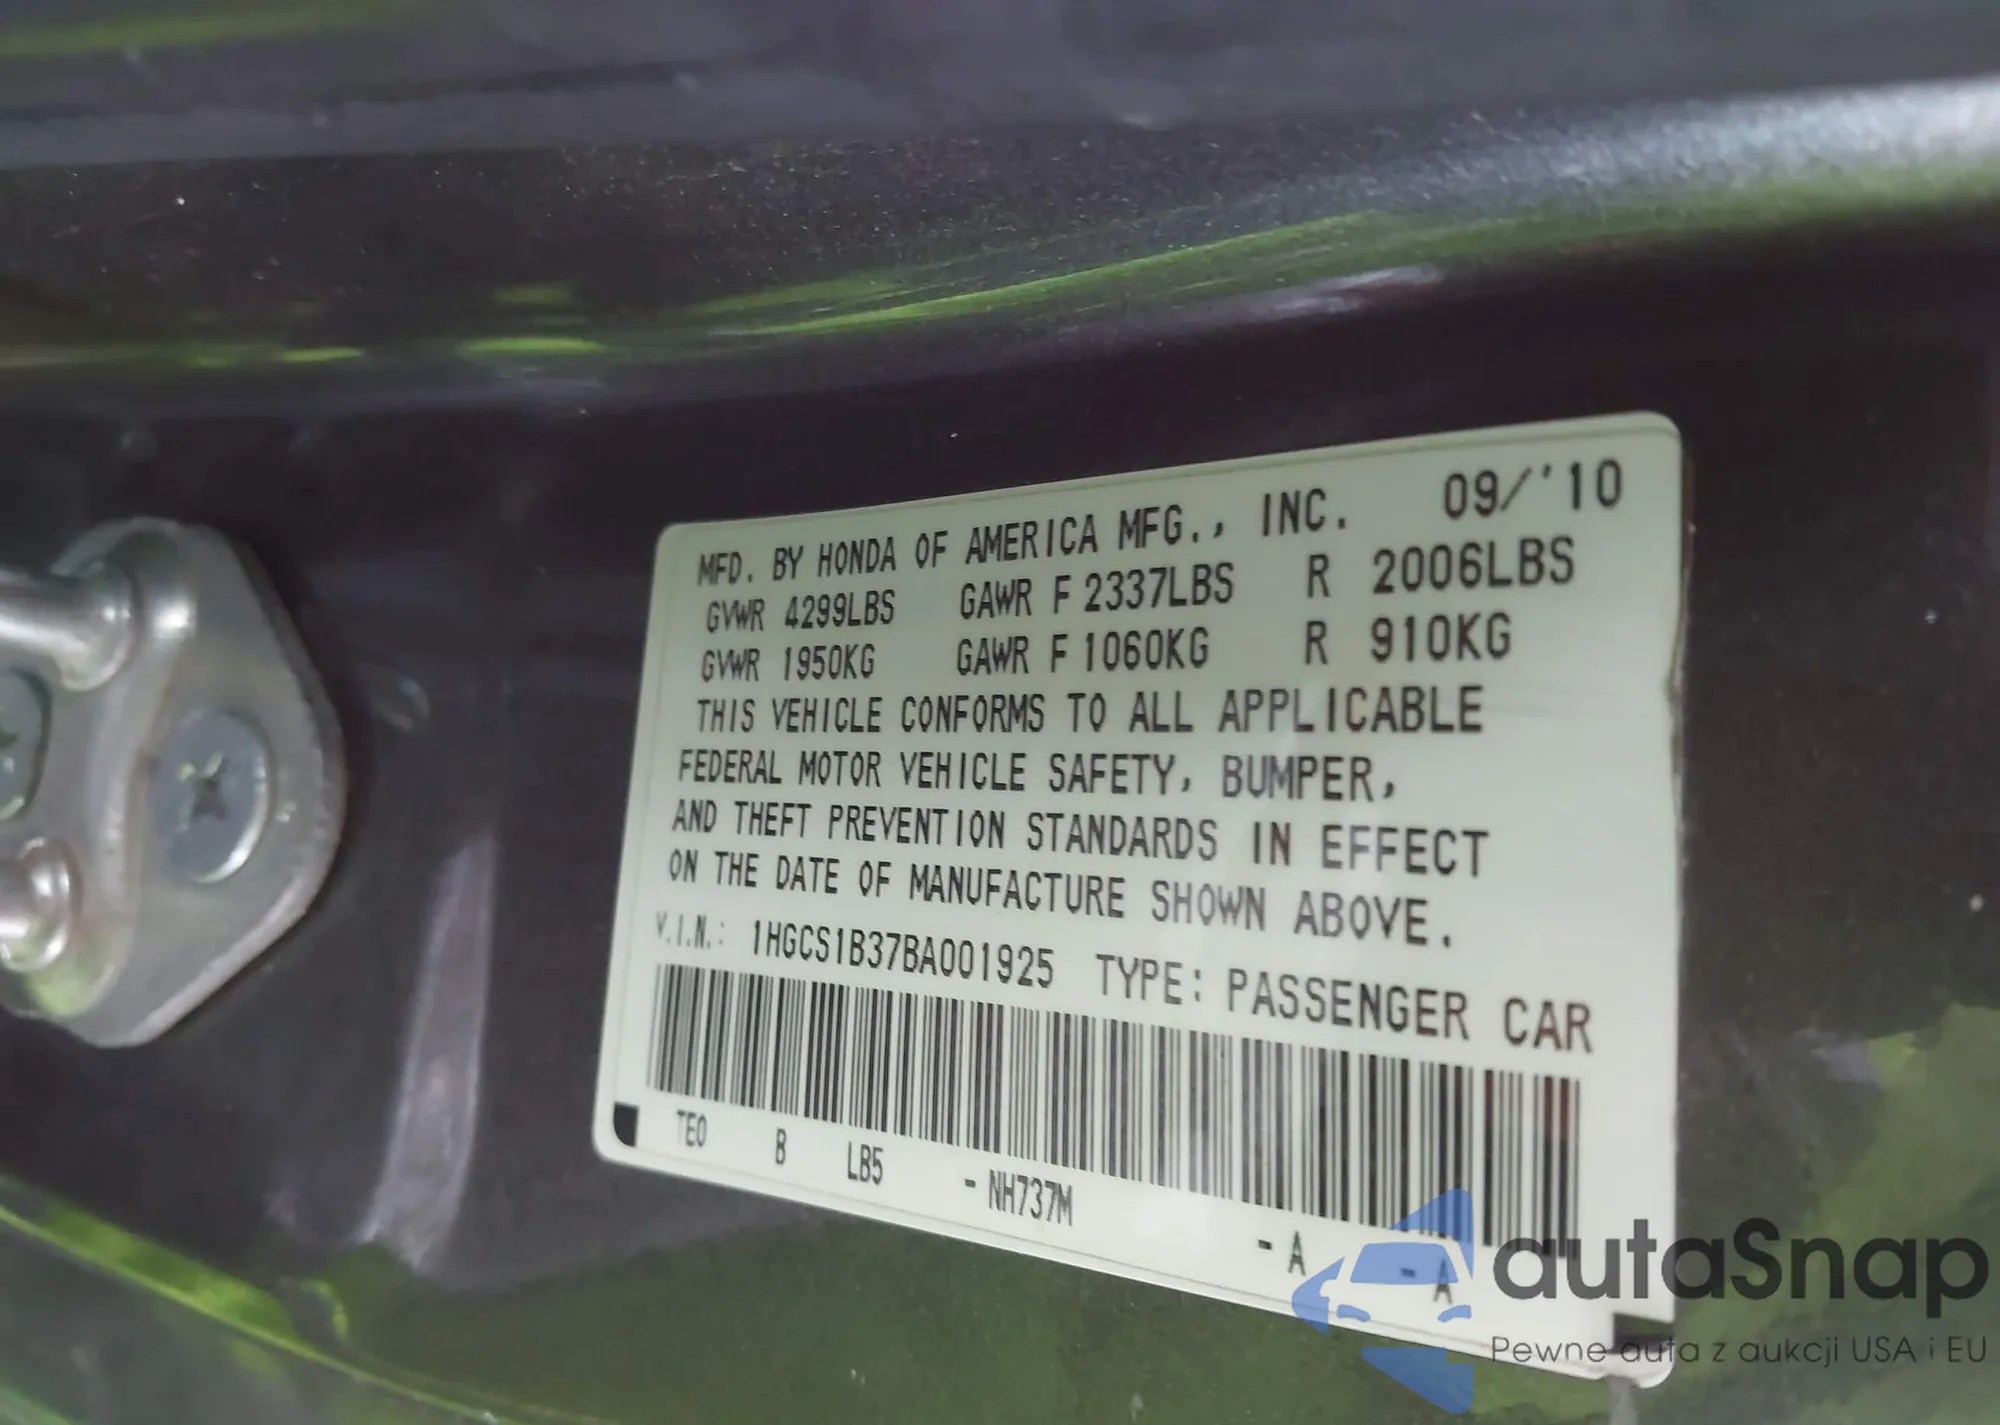 MFD. BY HONDA OF AMERICA MFG., INC. 09/'10
GVWR 4299LBS GAWR F 2337LBS R 2006LBS
GVWR 1950KG GAWR F 1060KG R 910KG
THIS VEHICLE CONFORMS TO ALL APPLICABLE
FEDERAL MOTOR VEHICLE SAFETY, BUMPER,
AND THEFT PREVENTION STANDARDS IN EFFECT
ON THE DATE OF MANUFACTURE SHOWN ABOVE.
V.I.N.: 1HGCS1B37BA001925 TYPE: PASSENGER CAR
TE0 B LB5 - NH737M - A - A
autaSnap
Pewne auta z aukcji USA i EU